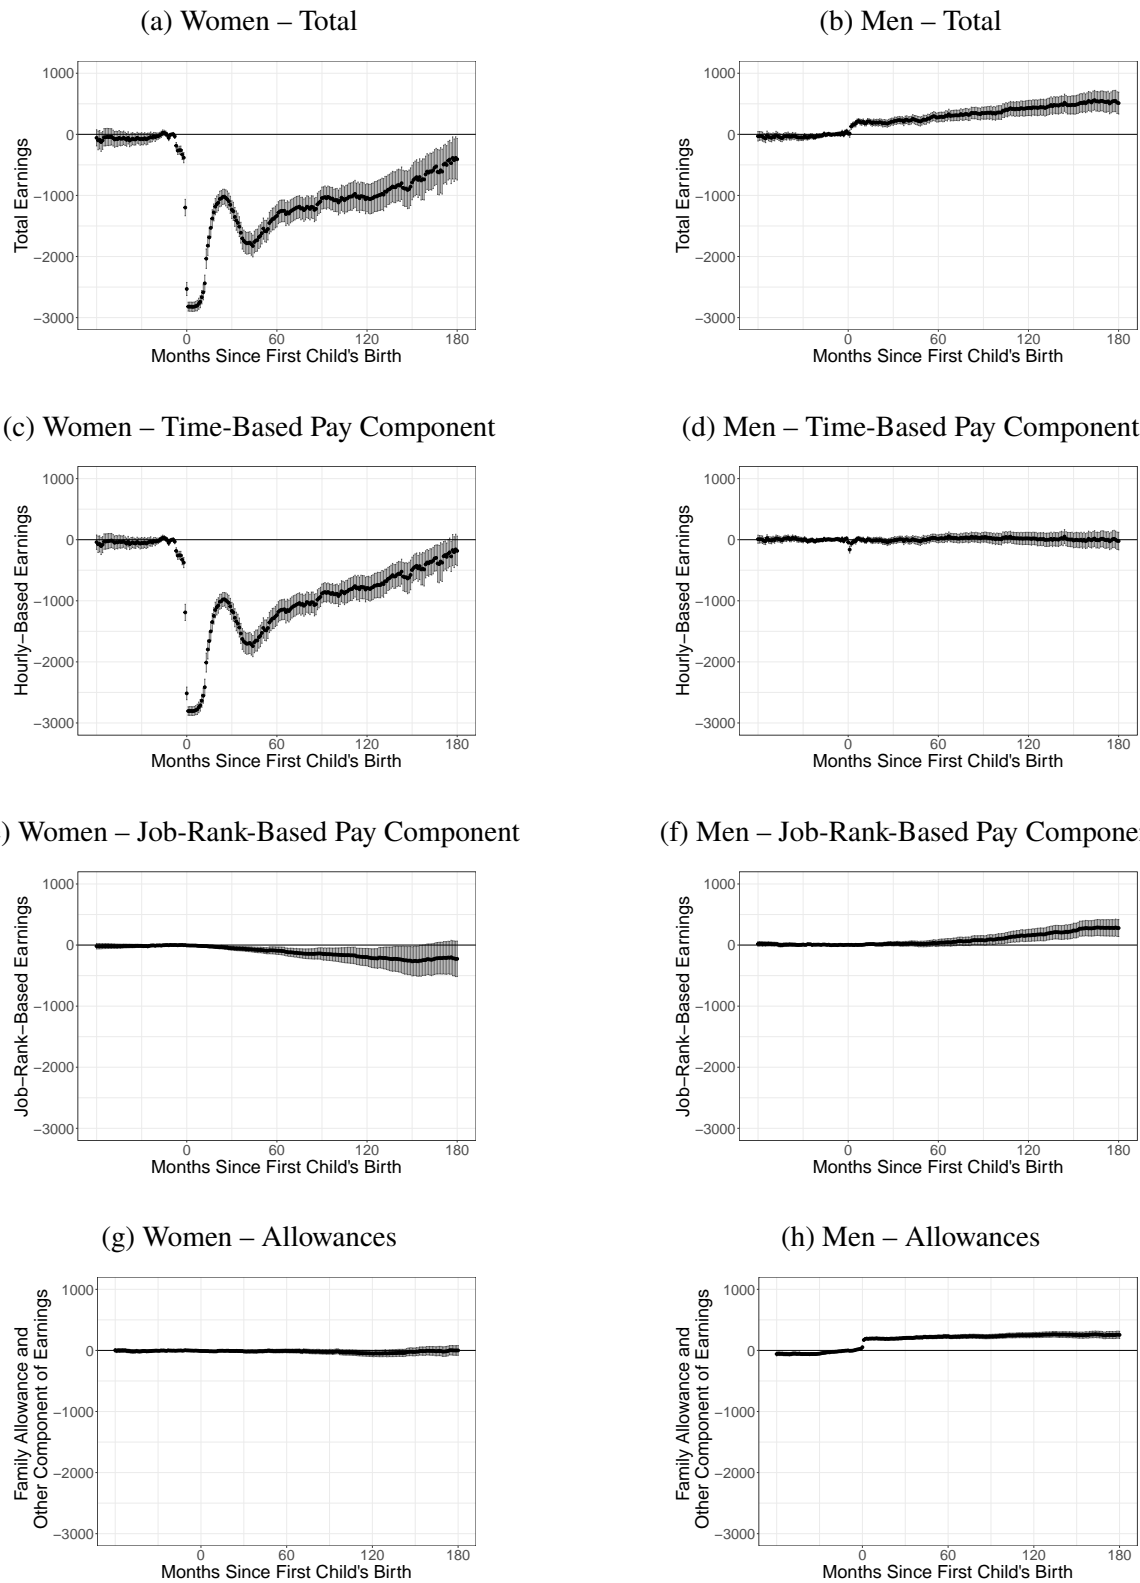 (a) Women – Total
(b) Men – Total
1000
0
−1000
−2000
−3000
Total Earnings
0
60
120
180
Months Since First Child's Birth
1000
0
−1000
−2000
−3000
Total Earnings
0
60
120
180
Months Since First Child's Birth
(c) Women – Time-Based Pay Component
(d) Men – Time-Based Pay Component
1000
0
−1000
−2000
−3000
Hourly−Based Earnings
0
60
120
180
Months Since First Child's Birth
1000
0
−1000
−2000
−3000
Hourly−Based Earnings
0
60
120
180
Months Since First Child's Birth
) Women – Job-Rank-Based Pay Component
(f) Men – Job-Rank-Based Pay
1000
0
−1000
−2000
−3000
Job−Rank−Based Earnings
0
60
120
180
Months Since First Child's Birth
1000
0
−1000
−2000
−3000
Job−Rank−Based Earnings
0
60
120
180
Months Since First Child's Birth
(g) Women – Allowances
(h) Men – Allowances
1000
0
−1000
−2000
−3000
Family Allowance and
Other Component of Earnings
0
60
120
180
Months Since First Child's Birth
1000
0
−1000
−2000
−3000
Family Allowance and
Other Component of Earnings
0
60
120
180
Months Since First Child's Birth